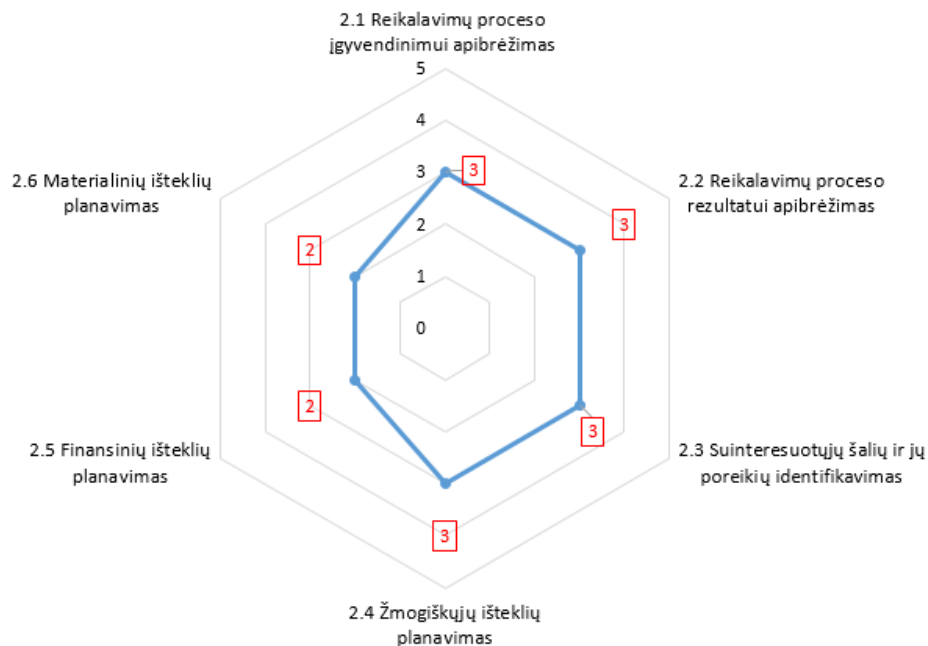 2.1 Reikalavimų proceso
įgyvendinimui apibrėžimas
5
4
3
3
2
1
0
2.2 Reikalavimų proceso
rezultatui apibrėžimas
3
2.3 Suinteresuotųjų šalių ir jų
poreikių identifikavimas
3
2.4 Žmogiškųjų išteklių
planavimas
3
2.5 Finansinių išteklių
planavimas
2
2.6 Materialinių išteklių
planavimas
2